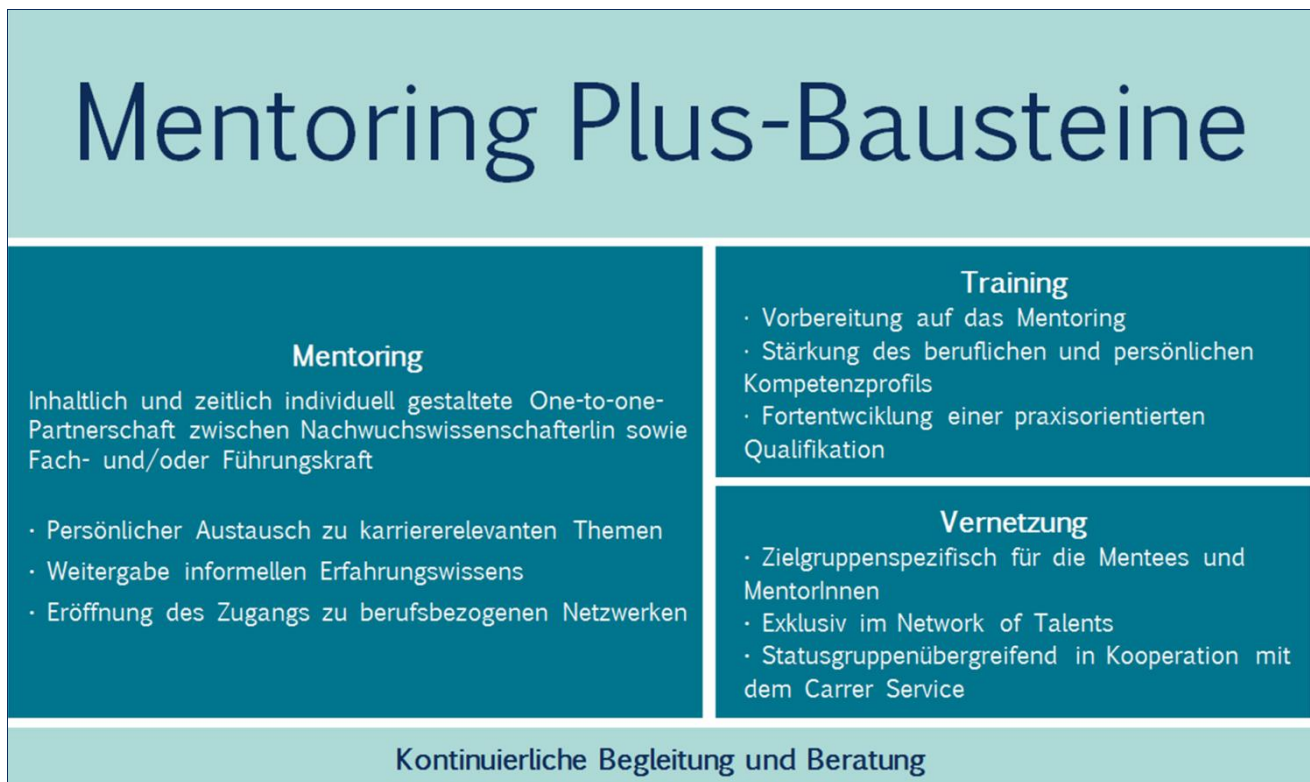 Mentoring Plus-Bausteine
Mentoring
Inhaltlich und zeitlich individuell gestaltete One-to-one-
Partnerschaft zwischen Nachwuchswissenschafterlin sowie
Fach- und/oder Führungskraft
· Persönlicher Austausch zu karriererelevanten Themen
· Weitergabe informellen Erfahrungswissens
· Eröffnung des Zugangs zu berufsbezogenen Netzwerken
Training
· Vorbereitung auf das Mentoring
· Stärkung des beruflichen und persönlichen
Kompetenzprofils
· Fortentwciklung einer praxisorientierten
Qualifikation
Vernetzung
· Zielgruppenspezifisch für die Mentees und
MentorInnen
· Exklusiv im Network of Talents
· Statusgruppenübergreifend in Kooperation mit
dem Carrer Service
Kontinuierliche Begleitung und Beratung